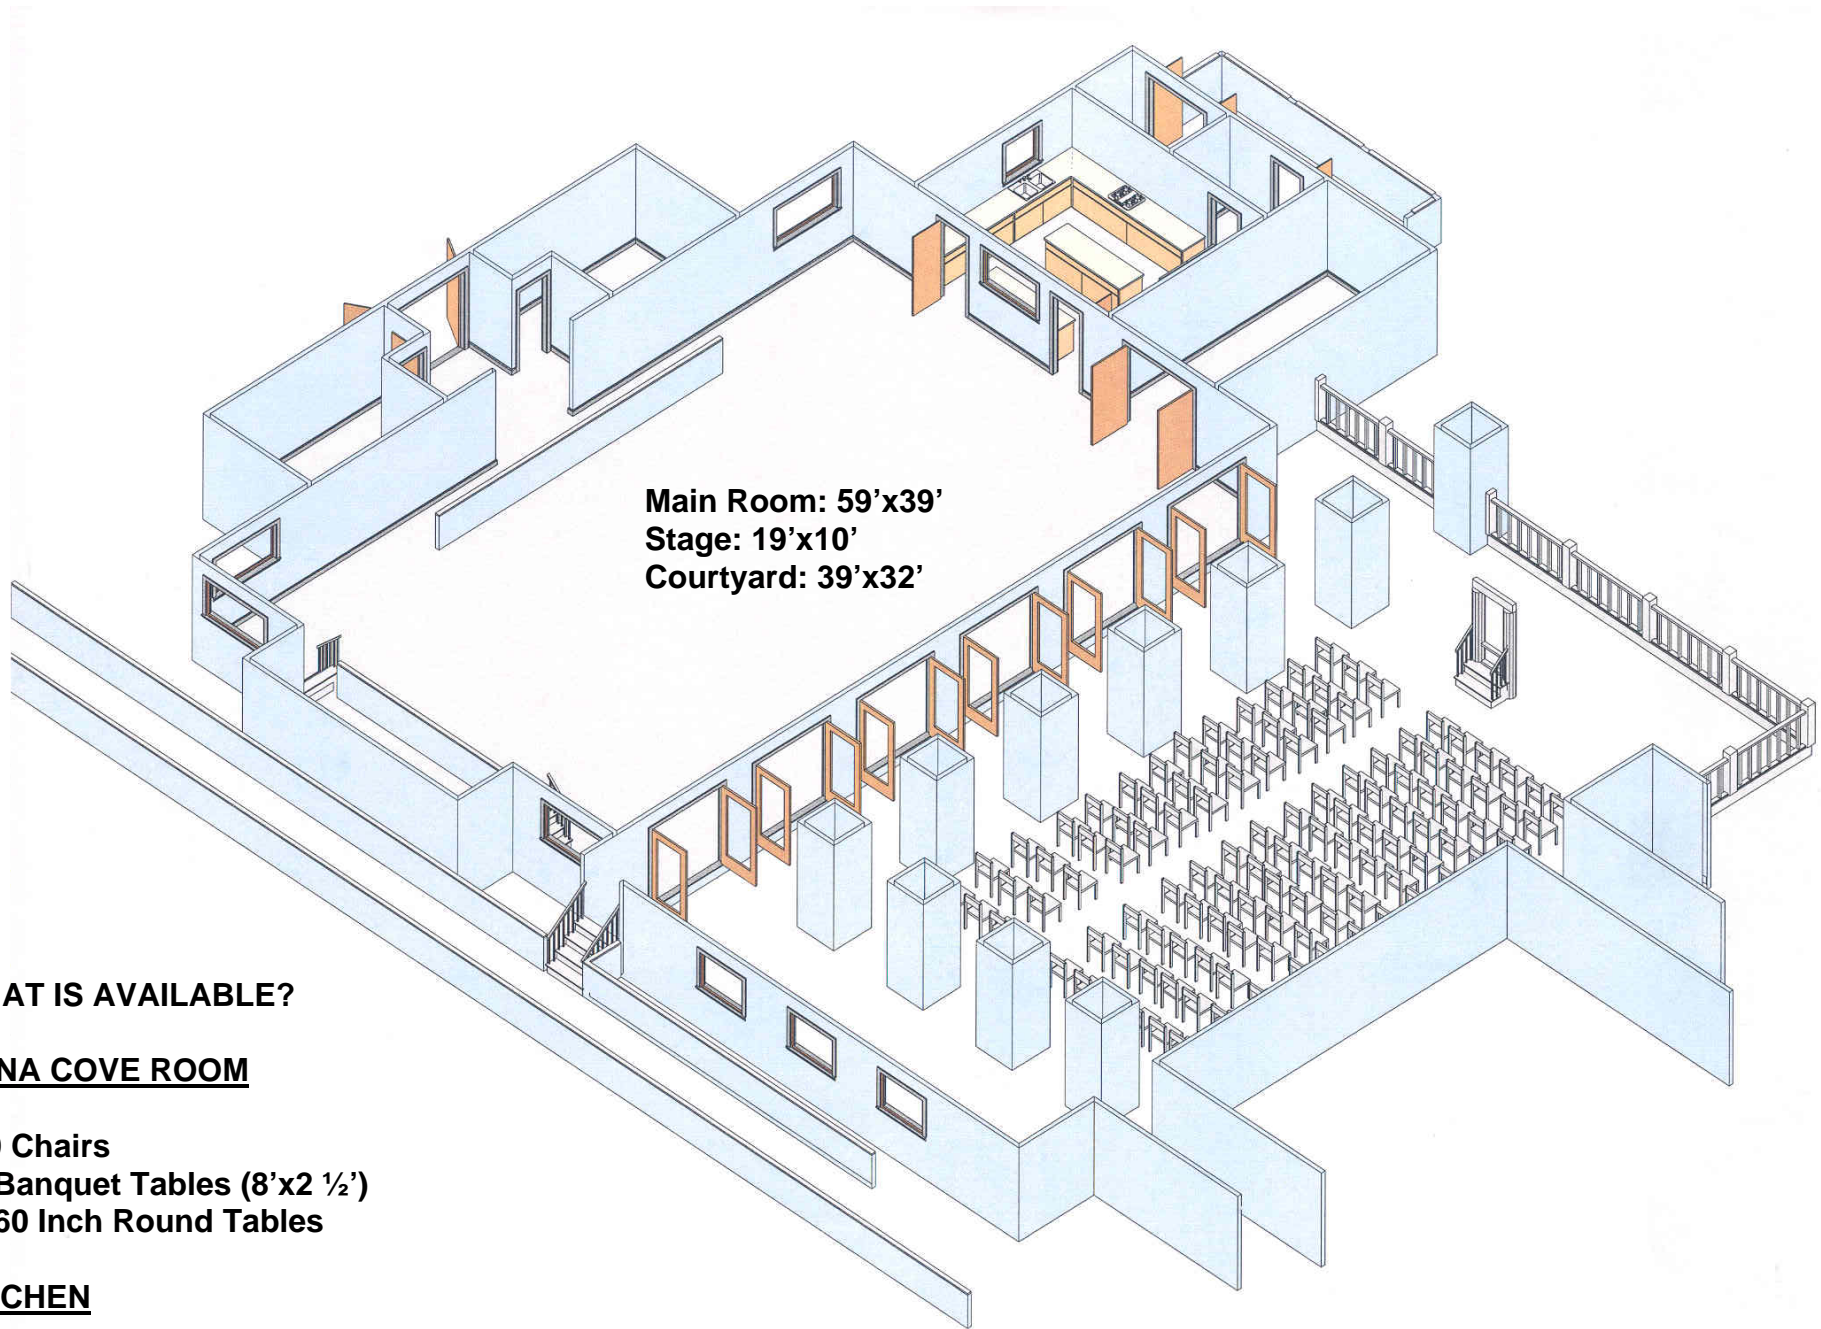 Main Room: 59’x39’
Stage: 19’x10’
Courtyard: 39’x32’
AT IS AVAILABLE?
NA COVE ROOM
Chairs
Banquet Tables (8’x2 ½’)
60 Inch Round Tables
CHEN